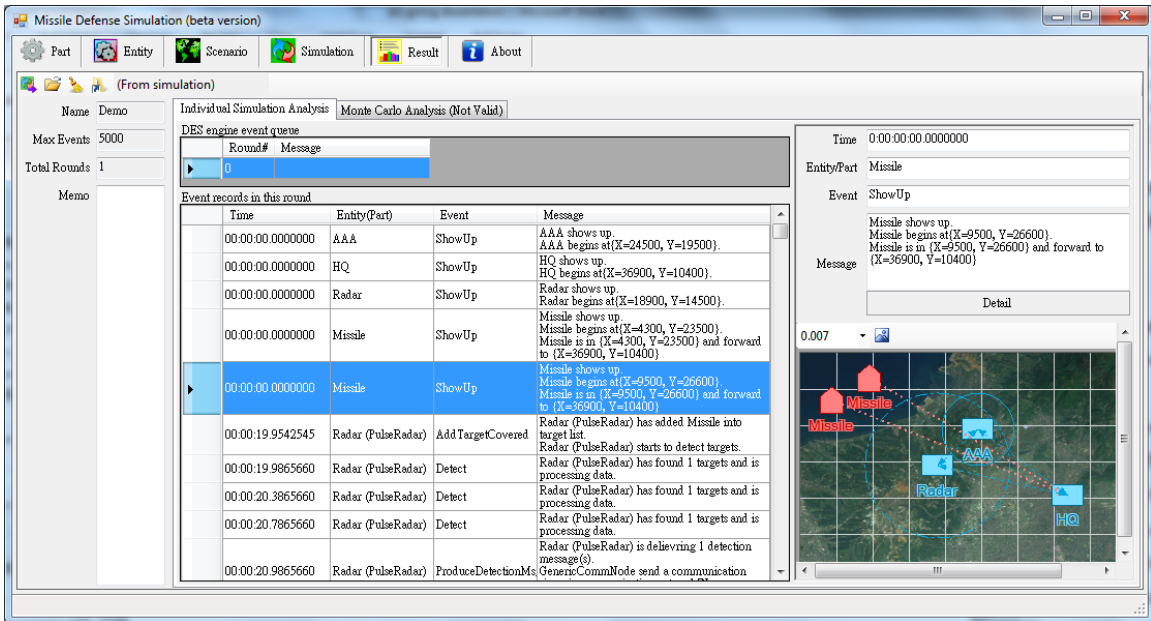 Missile Defense Simulation (beta version)
Part Entity Scenario Simulation Result About
(From simulation)
Name Demo
Max Events 5000
Total Rounds 1
Memo
Individual Simulation Analysis Monte Carlo Analysis (Not Valid)
DES engine event queue
Round# Message
0
Event records in this round
Time Entity(Part) Event Message
00:00:00.0000000 AAA ShowUp AAA shows up.
AAA begins at{X=24500, Y=19500}.
00:00:00.0000000 HQ ShowUp HQ shows up.
HQ begins at{X=36900, Y=10400}.
00:00:00.0000000 Radar ShowUp Radar shows up.
Radar begins at{X=18900, Y=14500}.
00:00:00.0000000 Missile ShowUp Missile shows up.
Missile begins at{X=4300, Y=23500}.
Missile is in {X=4300, Y=23500} and forward
to {X=36900, Y=10400}
00:00:00.0000000 Missile ShowUp Missile shows up.
Missile begins at{X=9500, Y=26600}.
Missile is in {X=9500, Y=26600} and forward
to {X=36900, Y=10400}
00:00:19.9542545 Radar (PulseRadar) AddTargetCovered Radar (PulseRadar) has added Missile into
target list.
Radar (PulseRadar) starts to detect targets.
00:00:19.9865660 Radar (PulseRadar) Detect Radar (PulseRadar) has found 1 targets and is
processing data.
00:00:20.3865660 Radar (PulseRadar) Detect Radar (PulseRadar) has found 1 targets and is
processing data.
00:00:20.7865660 Radar (PulseRadar) Detect Radar (PulseRadar) has found 1 targets and is
processing data.
00:00:20.9865660 Radar (PulseRadar) ProduceDetectionMs Radar (PulseRadar) is delievring 1 detection
message(s).
GenericCommNode send a communication
Time 0:00:00:00.0000000
Entity/Part Missile
Event ShowUp
Message Missile shows up.
Missile begins at{X=9500, Y=26600}.
Missile is in {X=9500, Y=26600} and forward to
{X=36900, Y=10400}
Detail
0.007
Missile
Missile
AAA
Radar
HQ